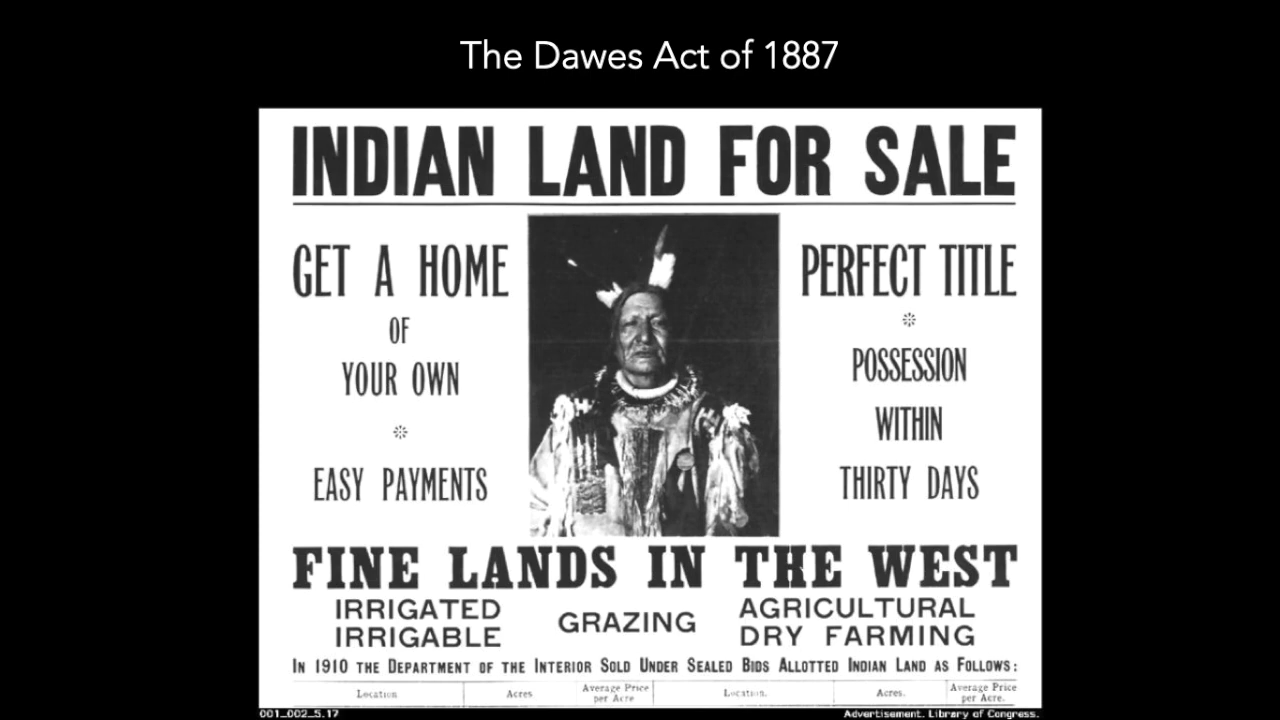 The Dawes Act of 1887
INDIAN LAND FOR SALE
GET A HOME
OF
YOUR OWN
EASY PAYMENTS
PERFECT TITLE
POSSESSION
WITHIN
THIRTY DAYS
FINE LANDS IN THE WEST
IRRIGATED
IRRIGABLE
GRAZING
AGRICULTURAL
DRY FARMING
IN 1910 THE DEPARTMENT OF THE INTERIOR SOLD UNDER SEALED BIDS ALLOTTED INDIAN LAND AS FOLLOWS:
Location Acres Average Price per Acre Location. Acres. Average Price per Acre.
001_002_5.17
Advertisement. Library of Congress.